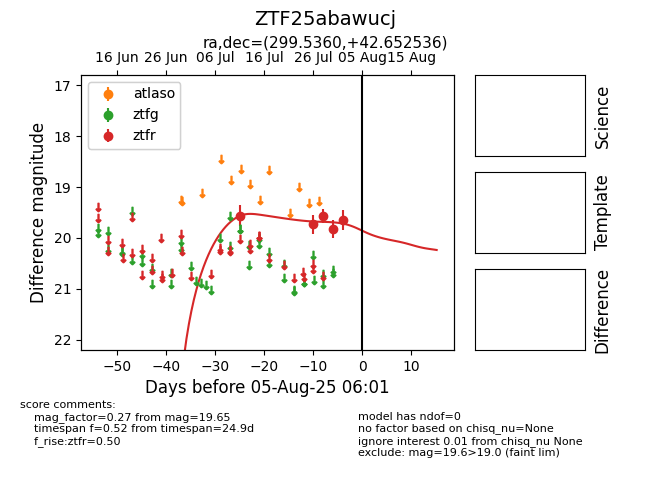 ZTF25abawucj
ra,dec=(299.5360,+42.652536)
16 Jun 26 Jun 06 Jul 16 Jul 26 Jul 05 Aug 15 Aug
atlaso
ztfg
ztfr
17
18
19
20
21
22
Difference magnitude
−50 −40 −30 −20 −10 0 10
Days before 05-Aug-25 06:01
Science
Template
Difference
score comments:
mag_factor=0.27 from mag=19.65
timespan f=0.52 from timespan=24.9d
f_rise:ztfr=0.50
model has ndof=0
no factor based on chisq_nu=None
ignore interest 0.01 from chisq_nu None
exclude: mag=19.6>19.0 (faint lim)